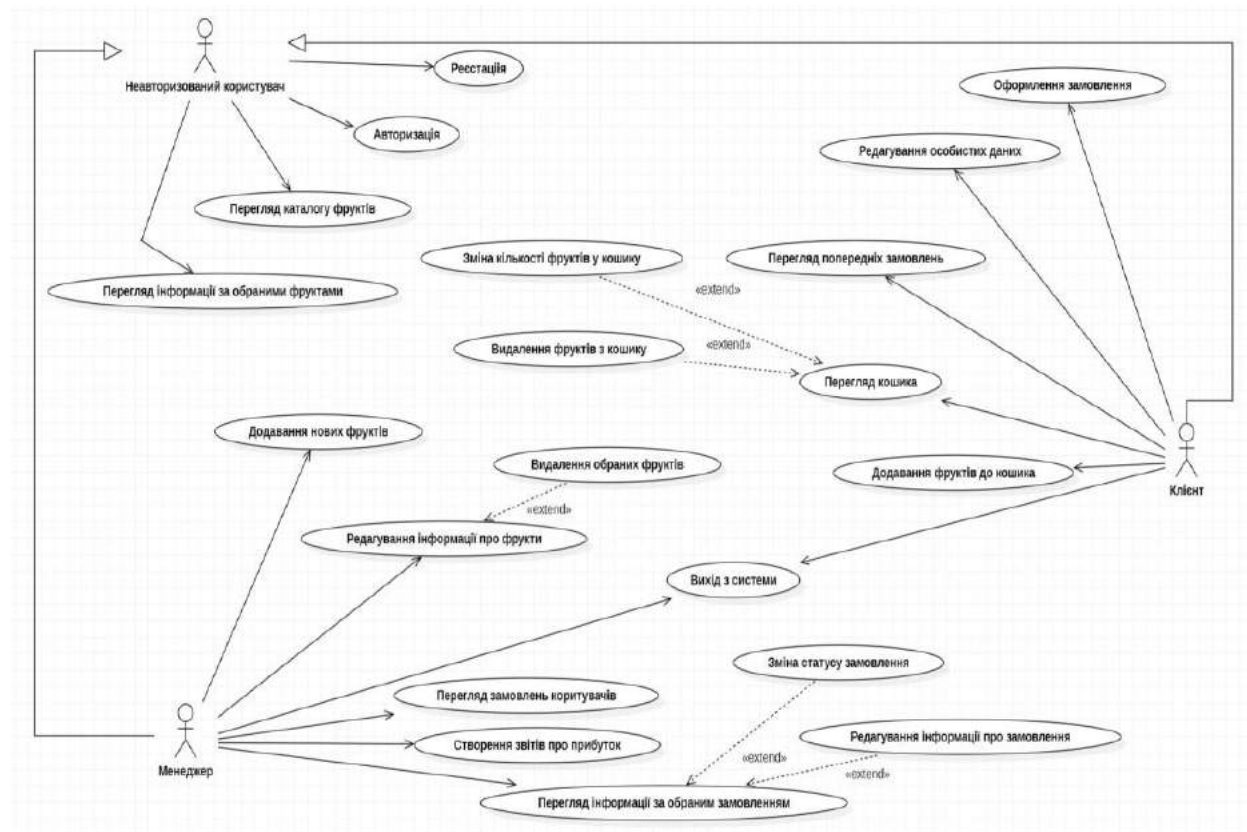 Реєстаціія
Неавторизований користувач
Оформлення замовлення
Авторизація
Редагування особистих даних
Перегляд каталогу фруктів
Зміна кількості фруктів у кошику
Перегляд попередніх замовлень
Перегляд інформації за обраними фруктами
«extend»
Видалення фруктів з кошику
«extend»
Перегляд кошика
Додавання нових фруктів
Видалення обраних фруктів
Додавання фруктів до кошика
Клієнт
«extend»
Редагування інформації про фрукти
Вихід з системи
Зміна статусу замовлення
Перегляд замовлень коритувачів
Створення звітів про прибуток
Редагування інформації про замовлення
Менеджер
«extend»
«extend»
Перегляд інформації за обраним замовленням